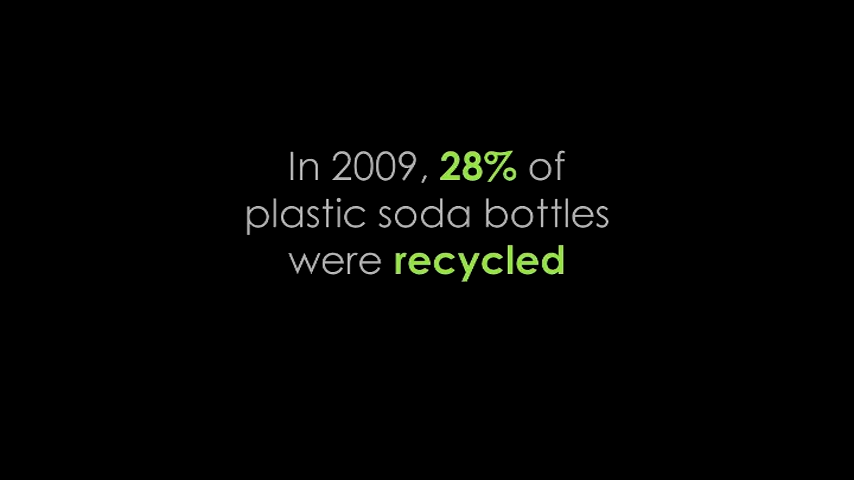 In 2009, 28% of
plastic soda bottles
were recycled